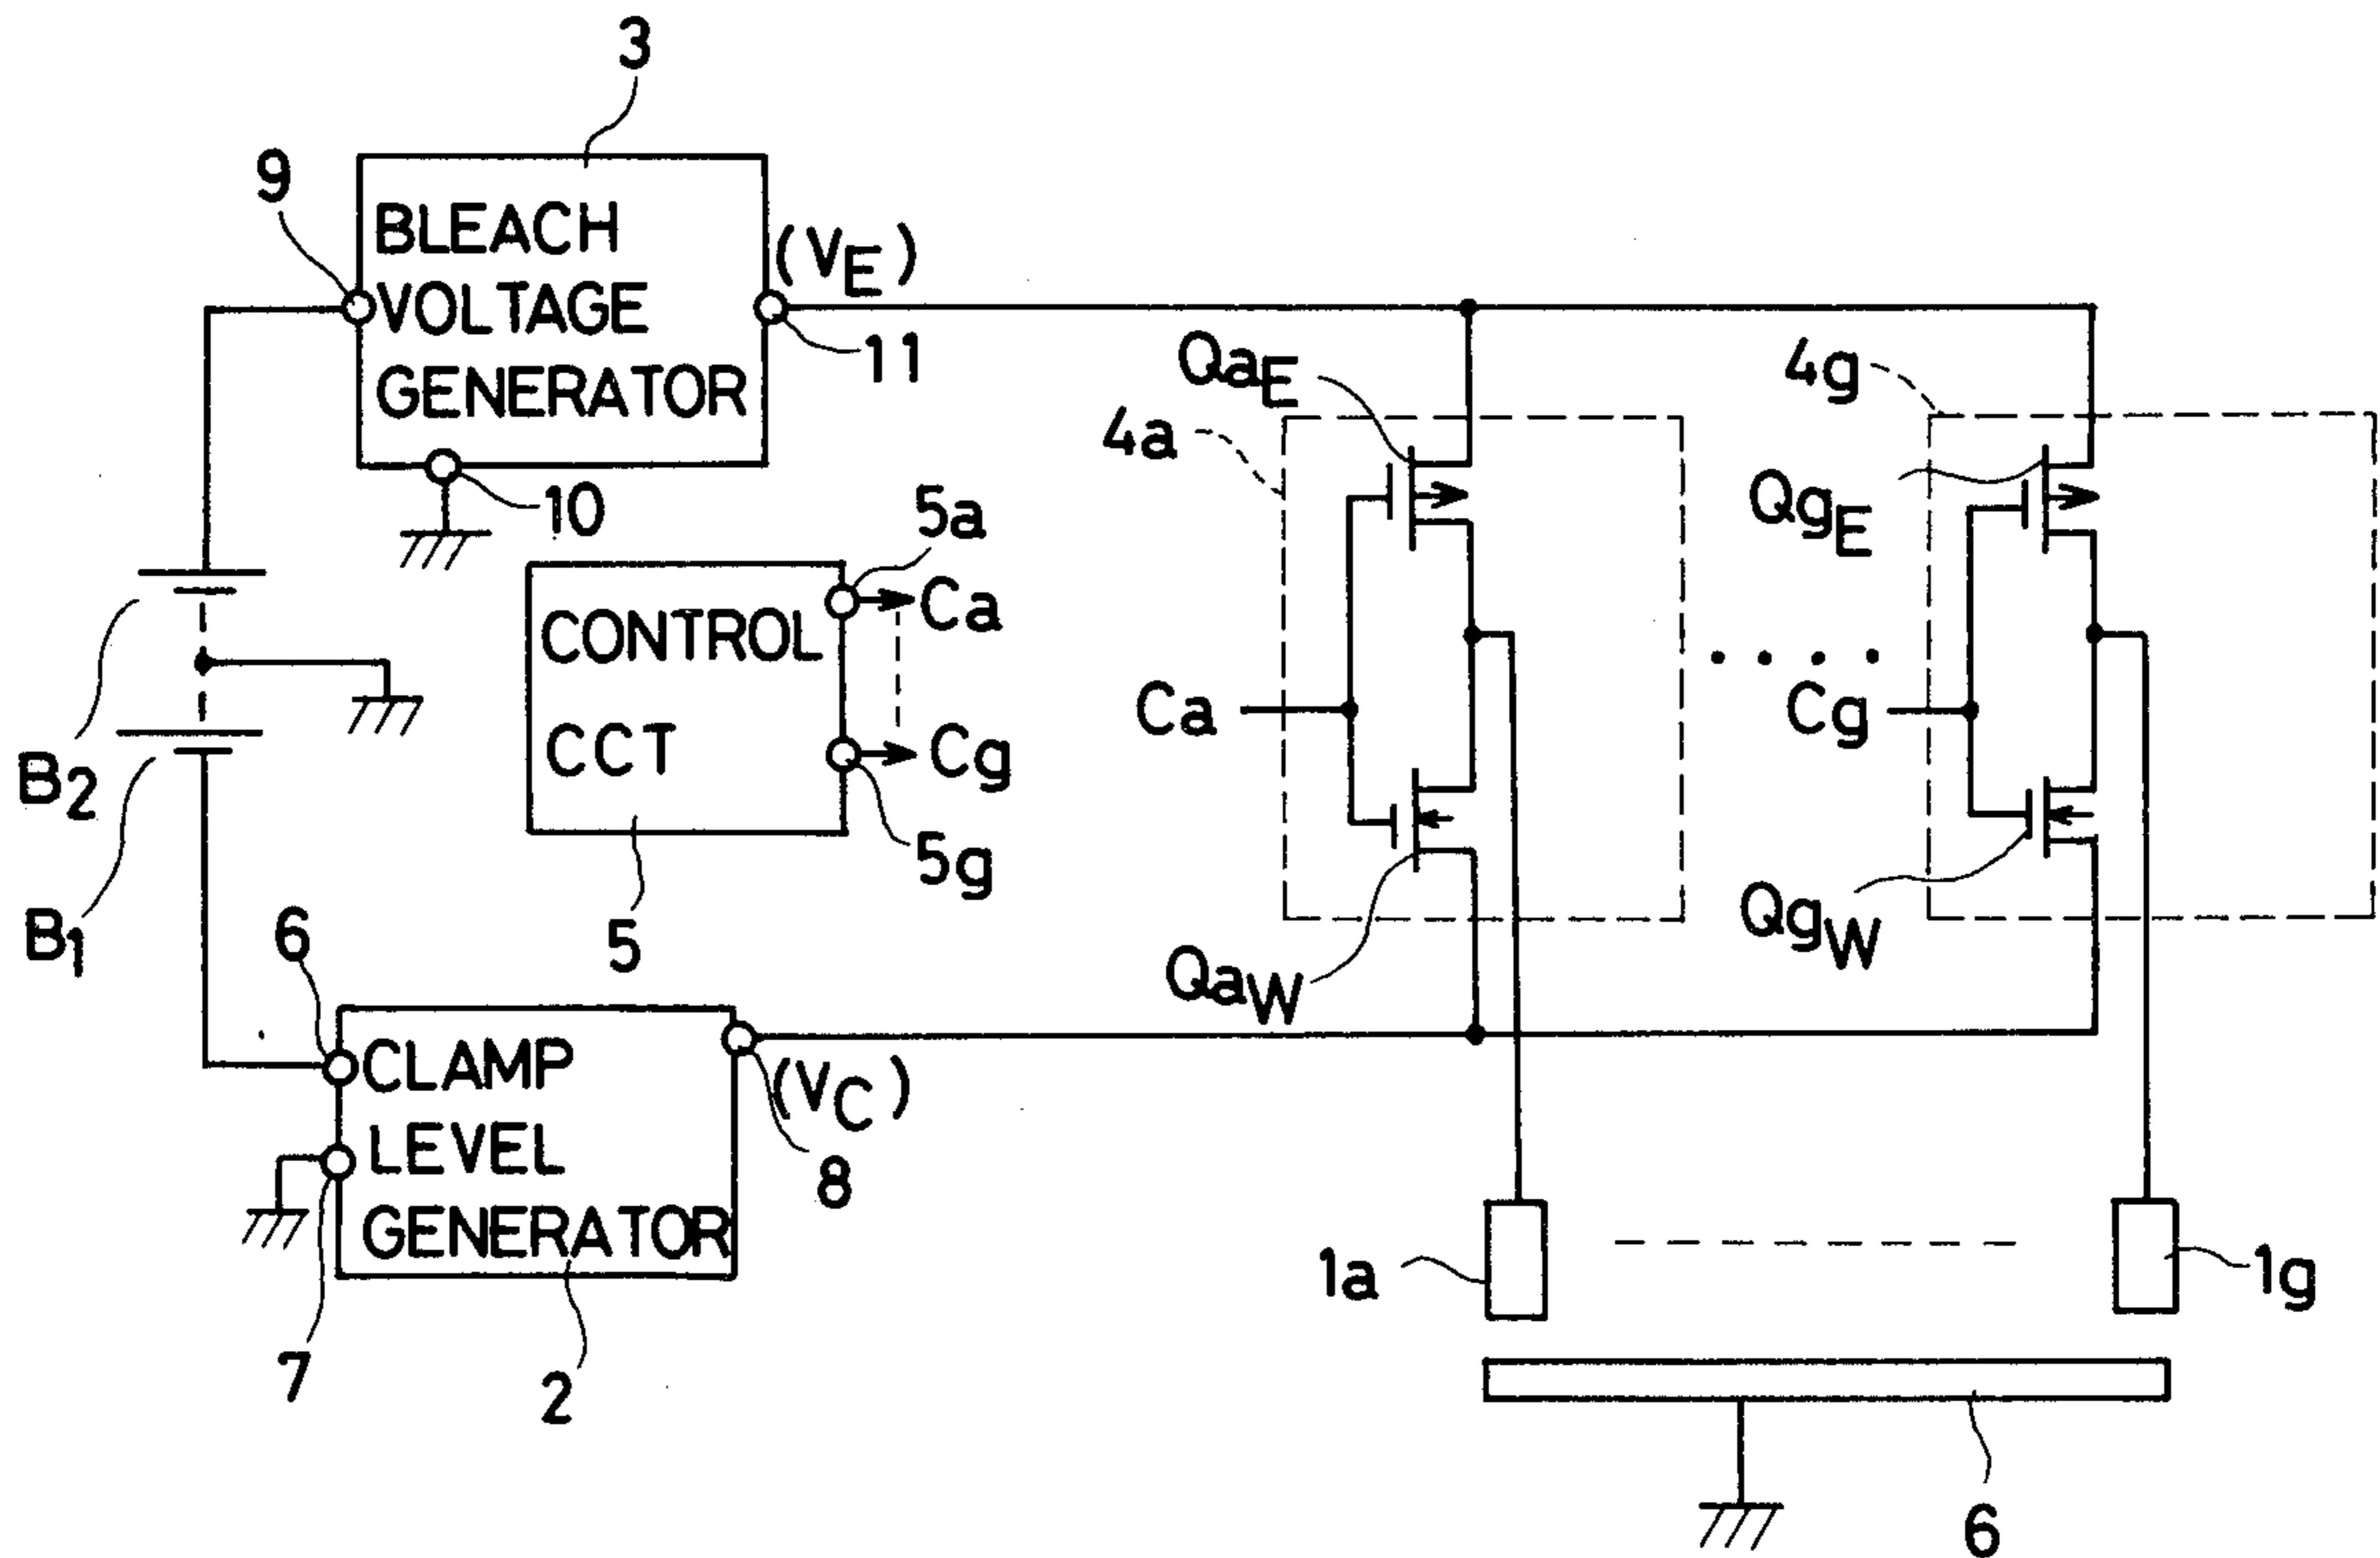 3
9
BLEACH
VOLTAGE
GENERATOR
(VE)
11
10
QaE
4a
4g
QgE
5a
Ca
CONTROL
CCT
Cg
5g
5
Ca
Cg
QaW
QgW
B2
B1
6
CLAMP
LEVEL
GENERATOR
(VC)
8
7
2
1a
1g
6